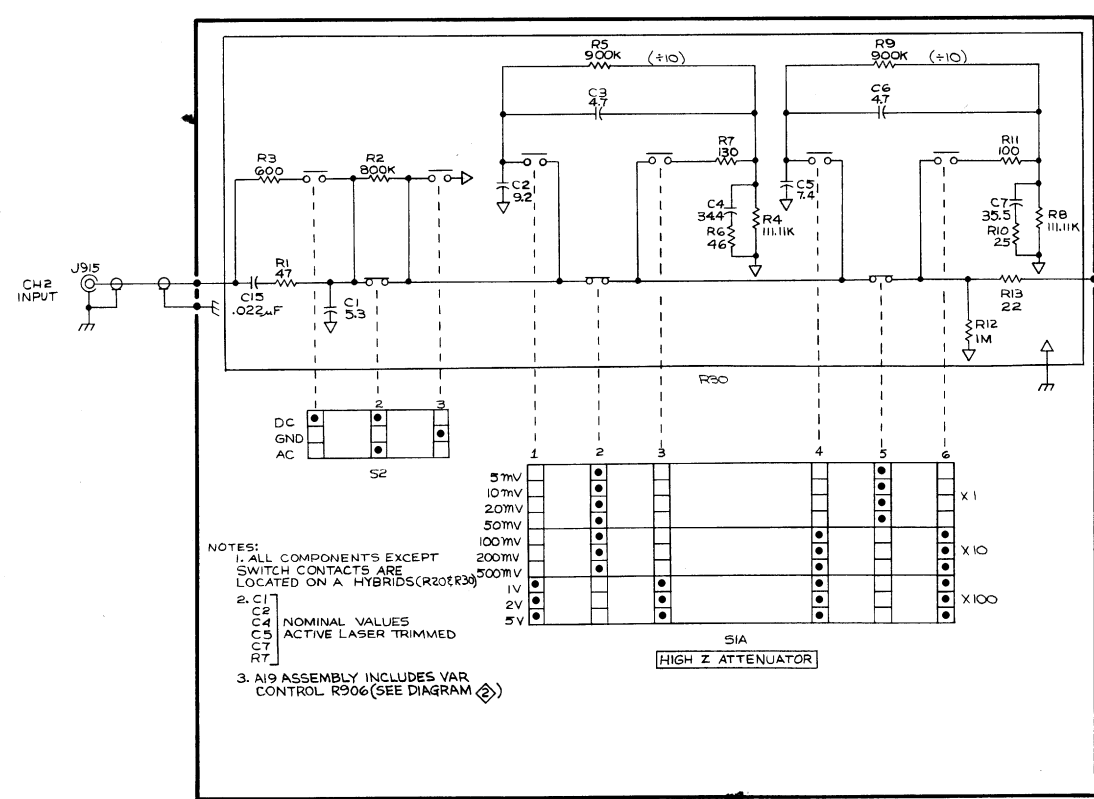 R5
900K (÷10)
R9
900K (÷10)
C3
4.7
C6
4.7
R3
600
R2
800K
R7
130
R11
100
C2
9.2
C5
7.4
C4
344
R4
111.11K
R6
46
C7
35.5
R8
111.11K
R10
25
CH2
INPUT
J915
R1
47
C15
.022µF
C1
5.3
R13
22
R12
1M
R30
2 3
DC
GND
AC
S2
1 2 3 4 5 6
5mV
10mV
20mV
50mV
X1
100mV
200mV
500mV
X10
1V
2V
5V
X100
S1A
HIGH Z ATTENUATOR
NOTES:
1. ALL COMPONENTS EXCEPT
SWITCH CONTACTS ARE
LOCATED ON A HYBRIDS(R20&R30)
2. C1
C2
C4 NOMINAL VALUES
C5 ACTIVE LASER TRIMMED
C7
R7
3. A19 ASSEMBLY INCLUDES VAR
CONTROL R906(SEE DIAGRAM 2)